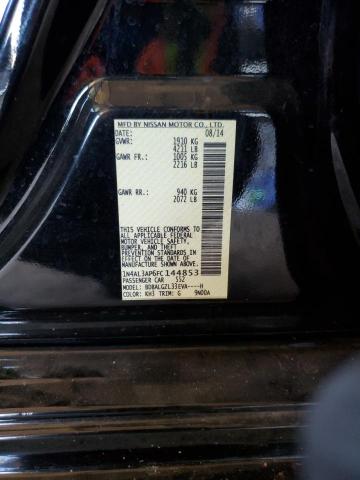 MFD BY NISSAN MOTOR CO., LTD.
DATE: 08/14
GVWR: 1910 KG
4211 LB
GAWR FR.: 1005 KG
2216 LB
GAWR RR.: 940 KG
2072 LB
THIS VEHICLE CONFORMS TO
ALL APPLICABLE FEDERAL
MOTOR VEHICLE SAFETY,
BUMPER, AND THEFT
PREVENTION STANDARDS IN
EFFECT ON THE DATE OF
MANUFACTURE SHOWN ABOVE.
1N4AL3AP6FC144853
PASSENGER CAR 552
MODEL: BDBALGZL33EVA----H
COLOR: KH3 TRIM: G 9N00A